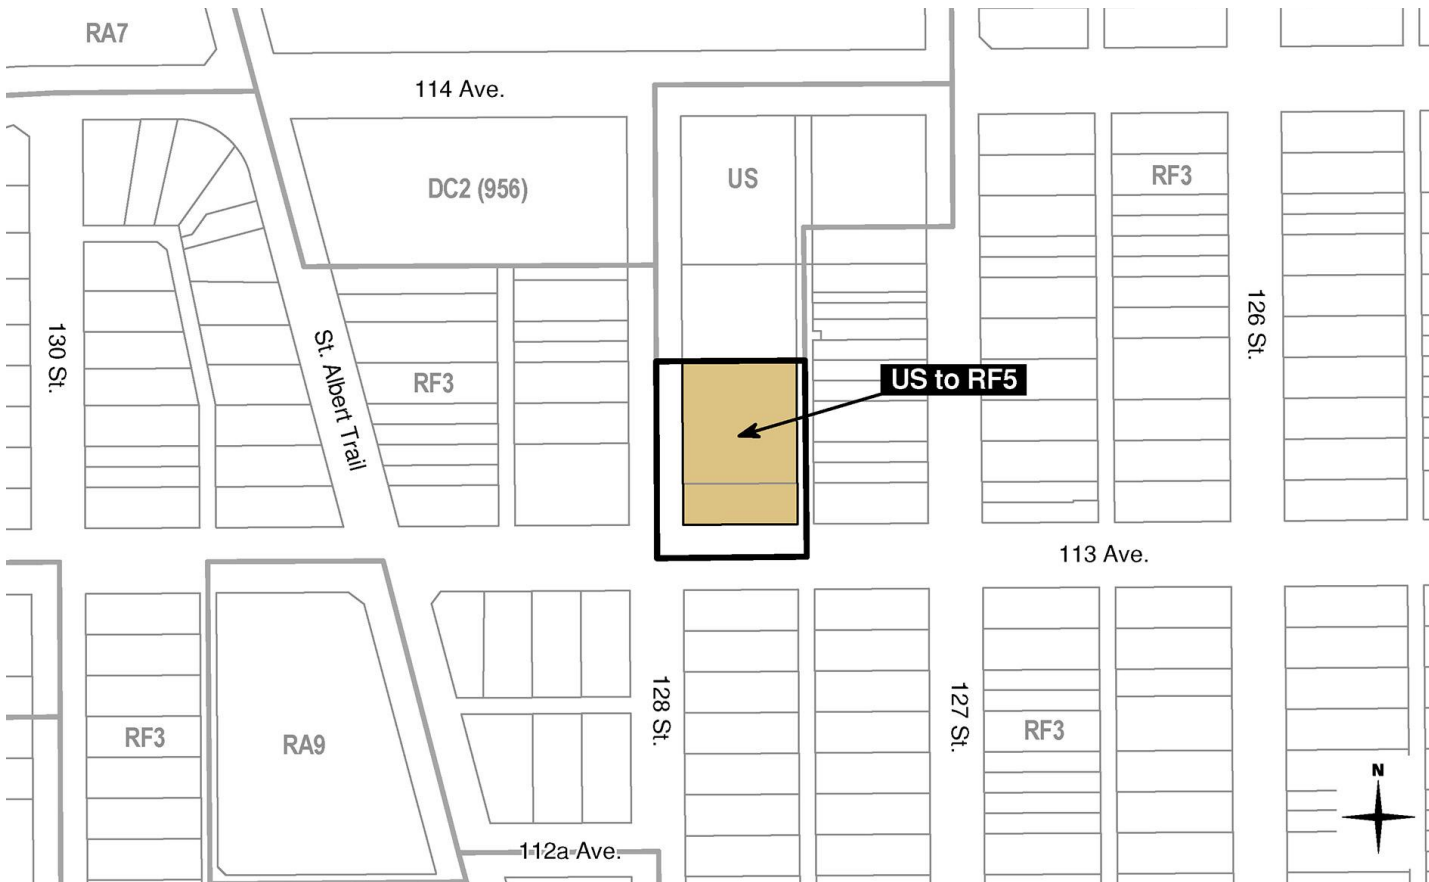 RA7
114 Ave.
DC2 (956)
US
RF3
130 St.
St. Albert Trail
RF3
US to RF5
126 St.
113 Ave.
RF3
RA9
128 St.
127 St.
RF3
N
112a Ave.